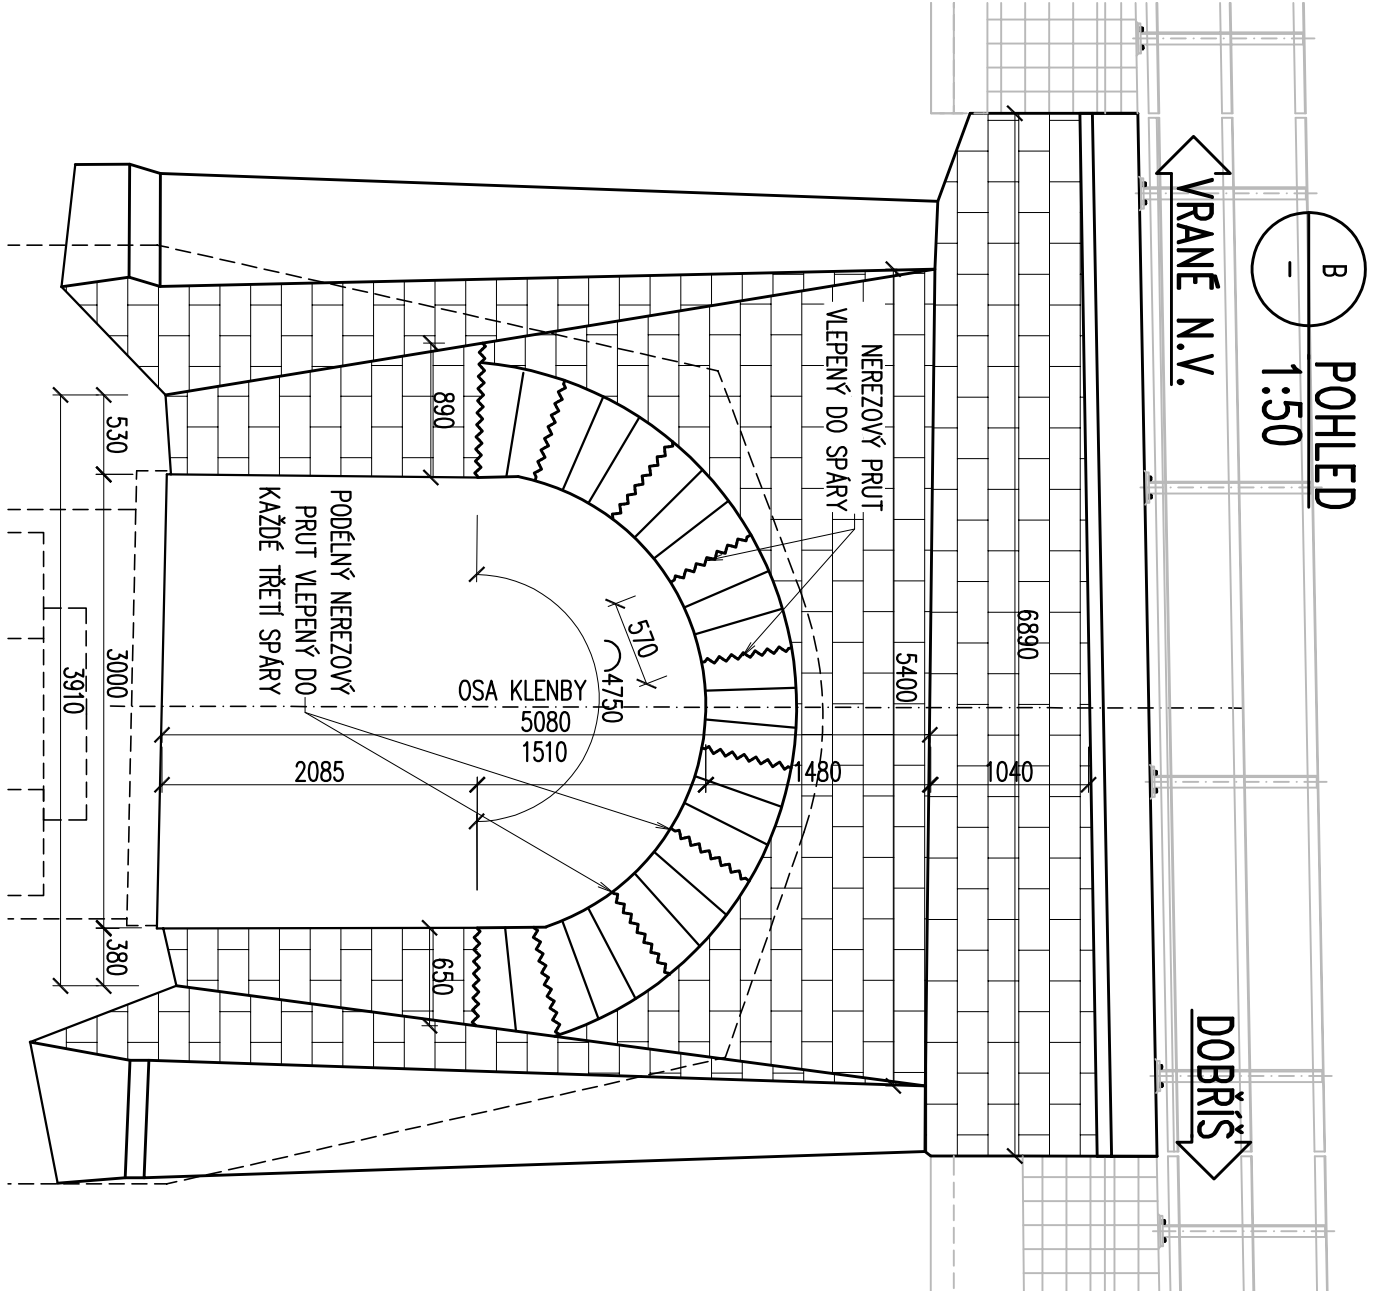 B
-
POHLED
1:50
VRANÉ N.V.
DOBŘÍŠ
6890
5400
NEREZOVÝ PRUT
VLEPENÝ DO SPÁRY
890
650
570
4750
OSA KLENBY
5080
1510
2085
1480
1040
PODÉLNÝ NEREZOVÝ
PRUT VLEPENÝ DO
KAŽDÉ TŘETÍ SPÁRY
530
3000
380
3910